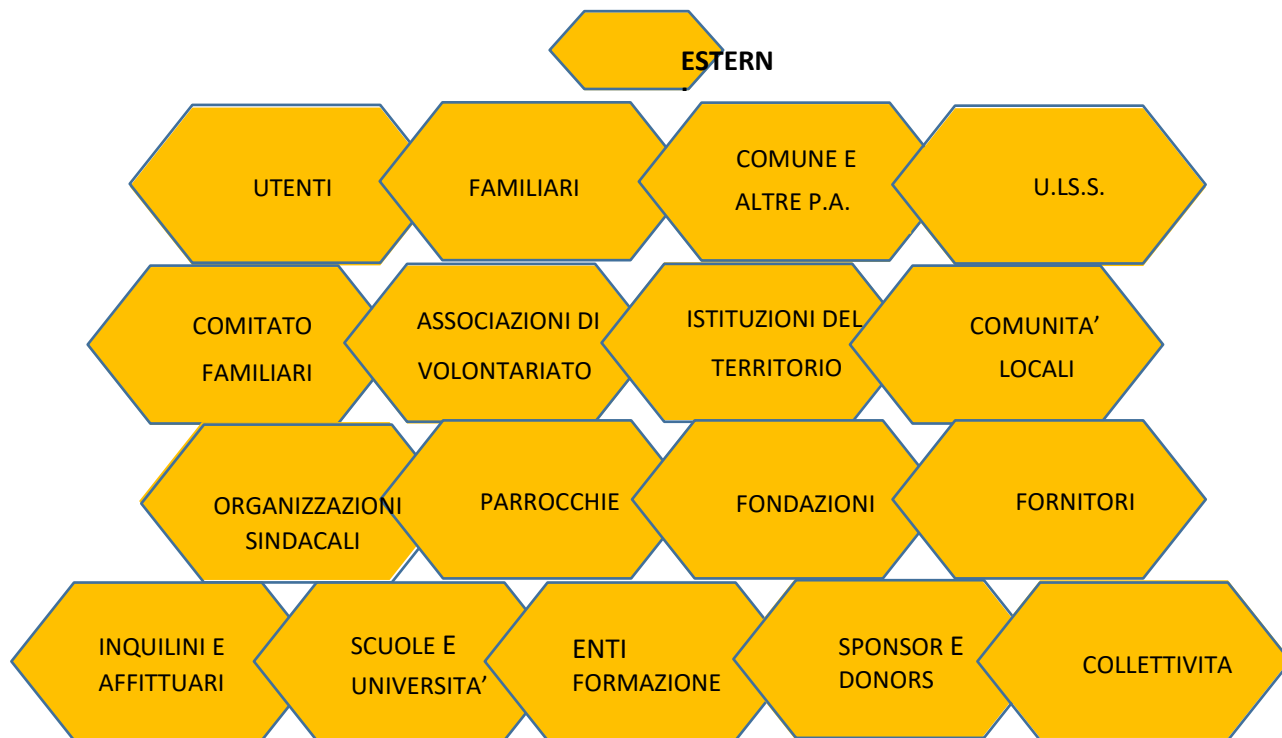 ESTERN
UTENTI
FAMILIARI
COMUNE E
ALTRE P.A.
U.LS.S.
COMITATO
FAMILIARI
ASSOCIAZIONI DI
VOLONTARIATO
ISTITUZIONI DEL
TERRITORIO
COMUNITA’
LOCALI
ORGANIZZAZIONI
SINDACALI
PARROCCHIE
FONDAZIONI
FORNITORI
INQUILINI E
AFFITTUARI
SCUOLE E
UNIVERSITA’
ENTI
FORMAZIONE
SPONSOR E
DONORS
COLLETTIVITA